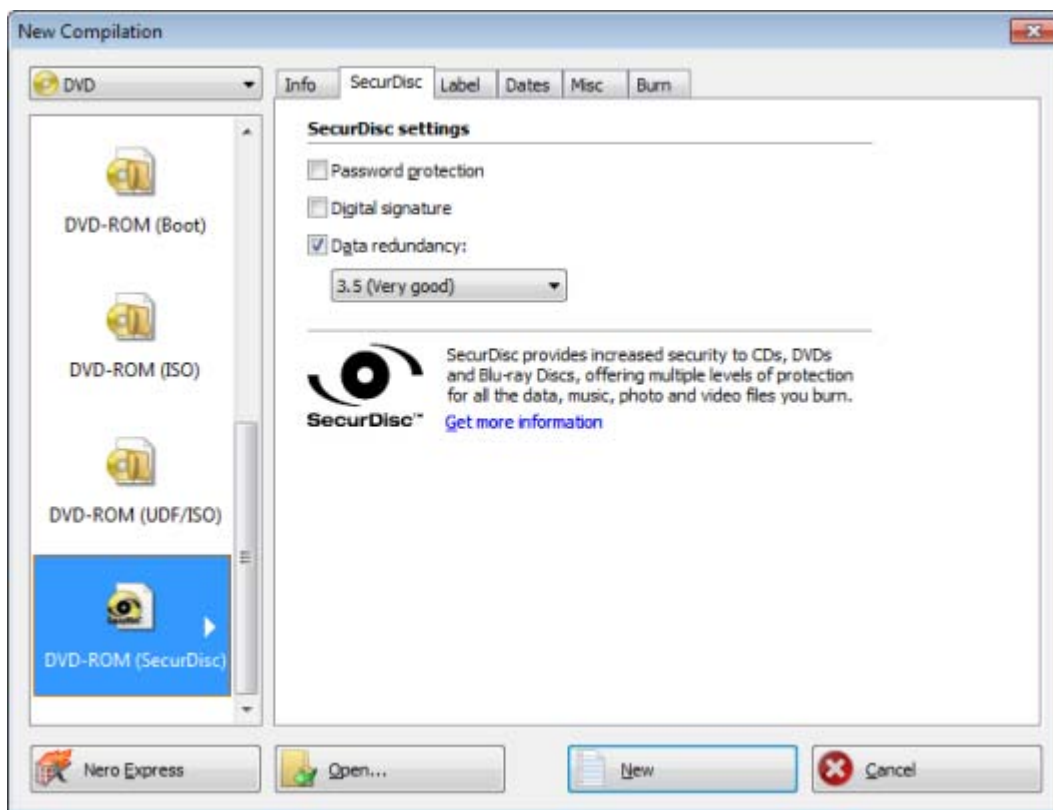 New Compilation
DVD
Info SecurDisc Label Dates Misc Burn
DVD-ROM (Boot)
DVD-ROM (ISO)
DVD-ROM (UDF/ISO)
DVD-ROM (SecurDisc)
SecurDisc settings
Password protection
Digital signature
Data redundancy:
3.5 (Very good)
SecurDisc™
SecurDisc provides increased security to CDs, DVDs
and Blu-ray Discs, offering multiple levels of protection
for all the data, music, photo and video files you burn.
Get more information
Nero Express
Open...
New
Cancel